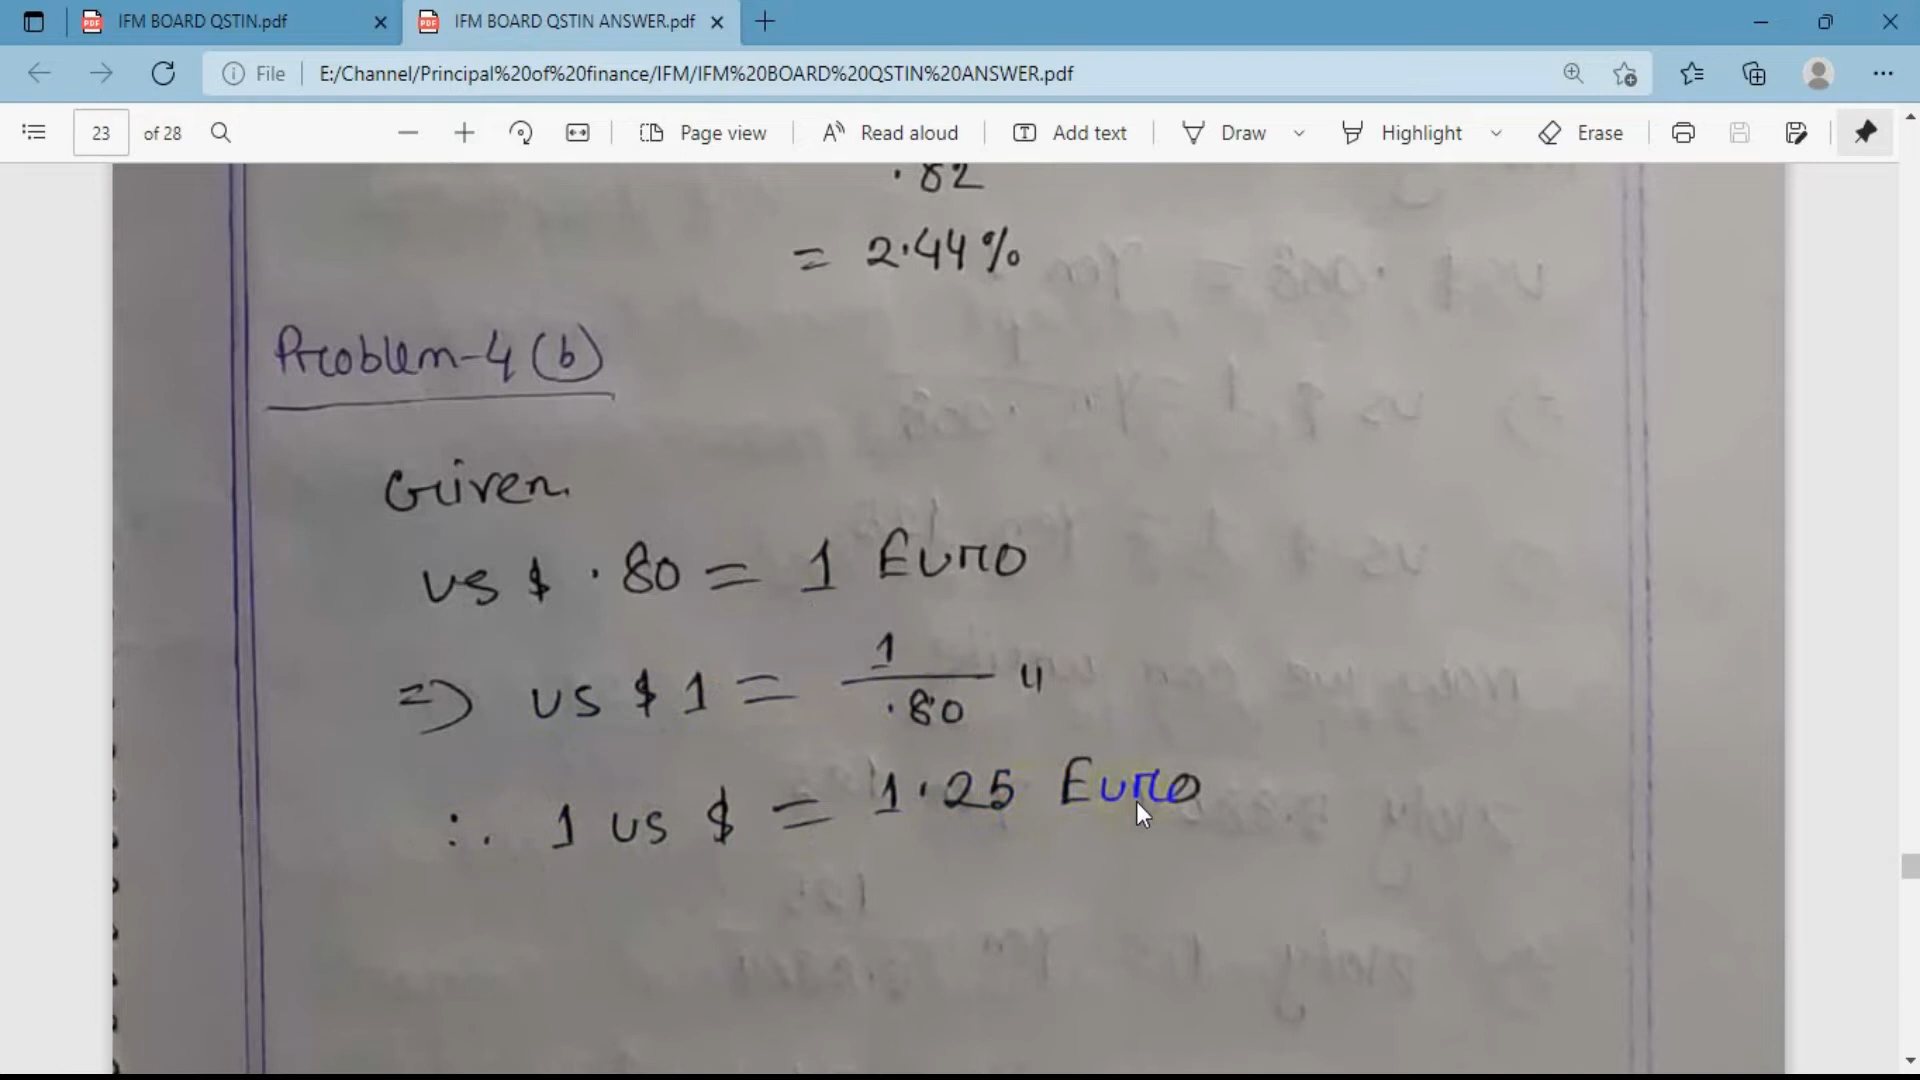 IFM BOARD QSTIN.pdf
IFM BOARD QSTIN ANSWER.pdf
File
E:/Channel/Principal%20of%20finance/IFM/IFM%20BOARD%20QSTIN%20ANSWER.pdf
23 of 28
Page view
Read aloud
Add text
Draw
Highlight
Erase
.82
= 2.44%
Problem-4 (b)
Given
US $ .80 = 1 Euro
=> US $ 1 = 1 / .80 "
∴ 1 US $ = 1.25 Euro